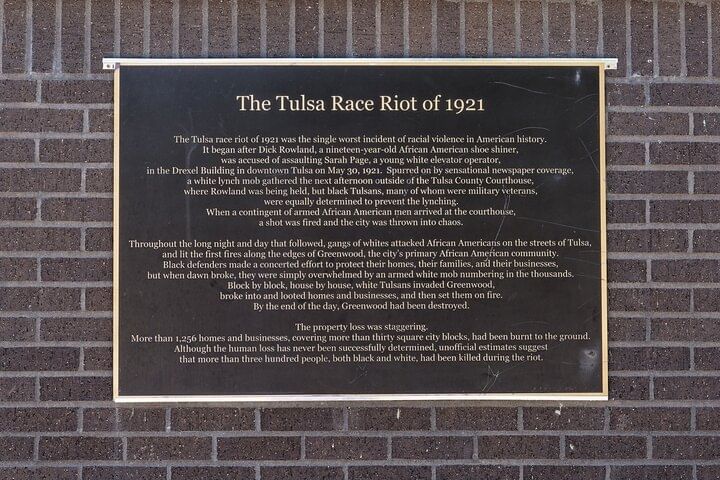 The Tulsa Race Riot of 1921
The Tulsa race riot of 1921 was the single worst incident of racial violence in American history.
It began after Dick Rowland, a nineteen-year-old African American shoe shiner,
was accused of assaulting Sarah Page, a young white elevator operator,
in the Drexel Building in downtown Tulsa on May 30, 1921. Spurred on by sensational newspaper coverage,
a white lynch mob gathered the next afternoon outside of the Tulsa County Courthouse,
where Rowland was being held, but black Tulsans, many of whom were military veterans,
were equally determined to prevent the lynching.
When a contingent of armed African American men arrived at the courthouse,
a shot was fired and the city was thrown into chaos.
Throughout the long night and day that followed, gangs of whites attacked African Americans on the streets of Tulsa,
and lit the first fires along the edges of Greenwood, the city's primary African American community.
Black defenders made a concerted effort to protect their homes, their families, and their businesses,
but when dawn broke, they were simply overwhelmed by an armed white mob numbering in the thousands.
Block by block, house by house, white Tulsans invaded Greenwood,
broke into and looted homes and businesses, and then set them on fire.
By the end of the day, Greenwood had been destroyed.
The property loss was staggering.
More than 1,256 homes and businesses, covering more than thirty square city blocks, had been burnt to the ground.
Although the human loss has never been successfully determined, unofficial estimates suggest
that more than three hundred people, both black and white, had been killed during the riot.